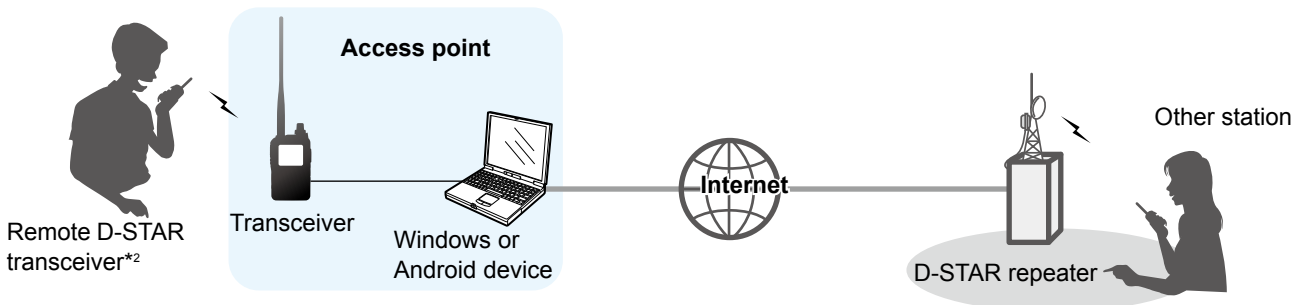 Access point
Other station
Internet
Transceiver
Remote D-STAR
transceiver*2
Windows or
Android device
D-STAR repeater